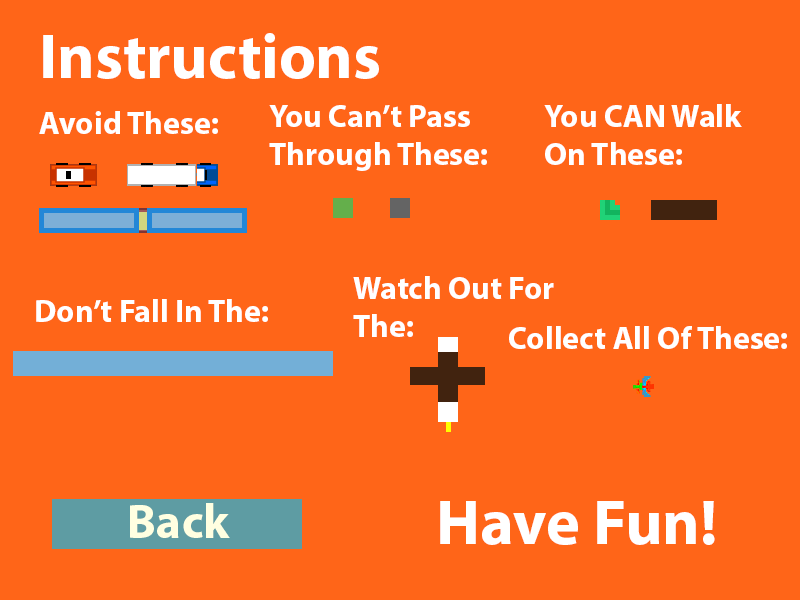 Instructions
Avoid These:
You Can't Pass
Through These:
You CAN Walk
On These:
Don't Fall In The:
Watch Out For
The:
Collect All Of These:
Back
Have Fun!